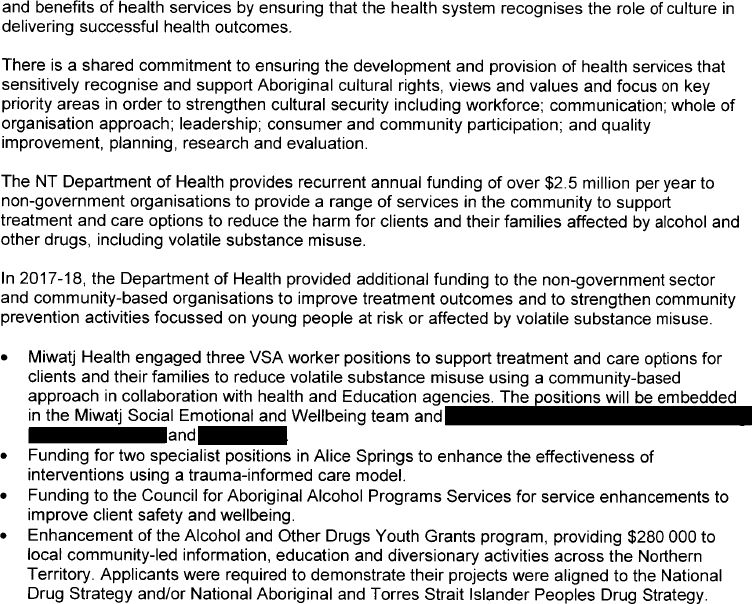 and benefits of health services by ensuring that the health system recognises the role of culture in
delivering successful health outcomes.
There is a shared commitment to ensuring the development and provision of health services that
sensitively recognise and support Aboriginal cultural rights, views and values and focus on key
priority areas in order to strengthen cultural security including workforce; communication; whole of
organisation approach; leadership; consumer and community participation; and quality
improvement, planning, research and evaluation.
The NT Department of Health provides recurrent annual funding of over $2.5 million per year to
non-government organisations to provide a range of services in the community to support
treatment and care options to reduce the harm for clients and their families affected by alcohol and
other drugs, including volatile substance misuse.
In 2017-18, the Department of Health provided additional funding to the non-government sector
and community-based organisations to improve treatment outcomes and to strengthen community
prevention activities focussed on young people at risk or affected by volatile substance misuse.
• Miwatj Health engaged three VSA worker positions to support treatment and care options for
clients and their families to reduce volatile substance misuse using a community-based
approach in collaboration with health and Education agencies. The positions will be embedded
in the Miwatj Social Emotional and Wellbeing team and
and
• Funding for two specialist positions in Alice Springs to enhance the effectiveness of
interventions using a trauma-informed care model.
• Funding to the Council for Aboriginal Alcohol Programs Services for service enhancements to
improve client safety and wellbeing.
• Enhancement of the Alcohol and Other Drugs Youth Grants program, providing $280 000 to
local community-led information, education and diversionary activities across the Northern
Territory. Applicants were required to demonstrate their projects were aligned to the National
Drug Strategy and/or National Aboriginal and Torres Strait Islander Peoples Drug Strategy.